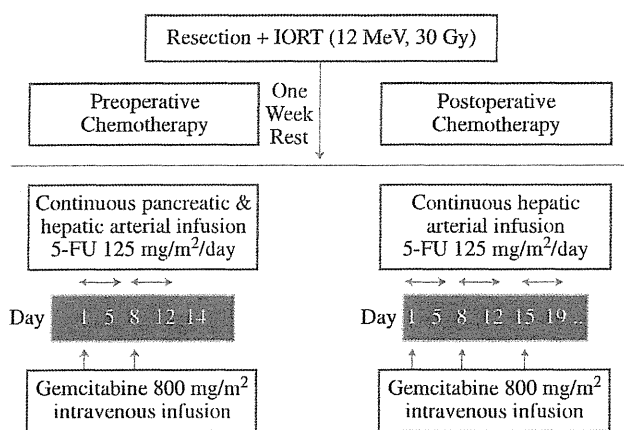 Resection + IORT (12 MeV, 30 Gy)
Preoperative
Chemotherapy
One
Week
Rest
Postoperative
Chemotherapy
Continuous pancreatic &
hepatic arterial infusion
5-FU 125 mg/m²/day
Day 1 5 8 12 14
Gemcitabine 800 mg/m²
intravenous infusion
Continuous hepatic
arterial infusion
5-FU 125 mg/m²/day
Day 1 5 8 12 15 19 ..
Gemcitabine 800 mg/m²
intravenous infusion